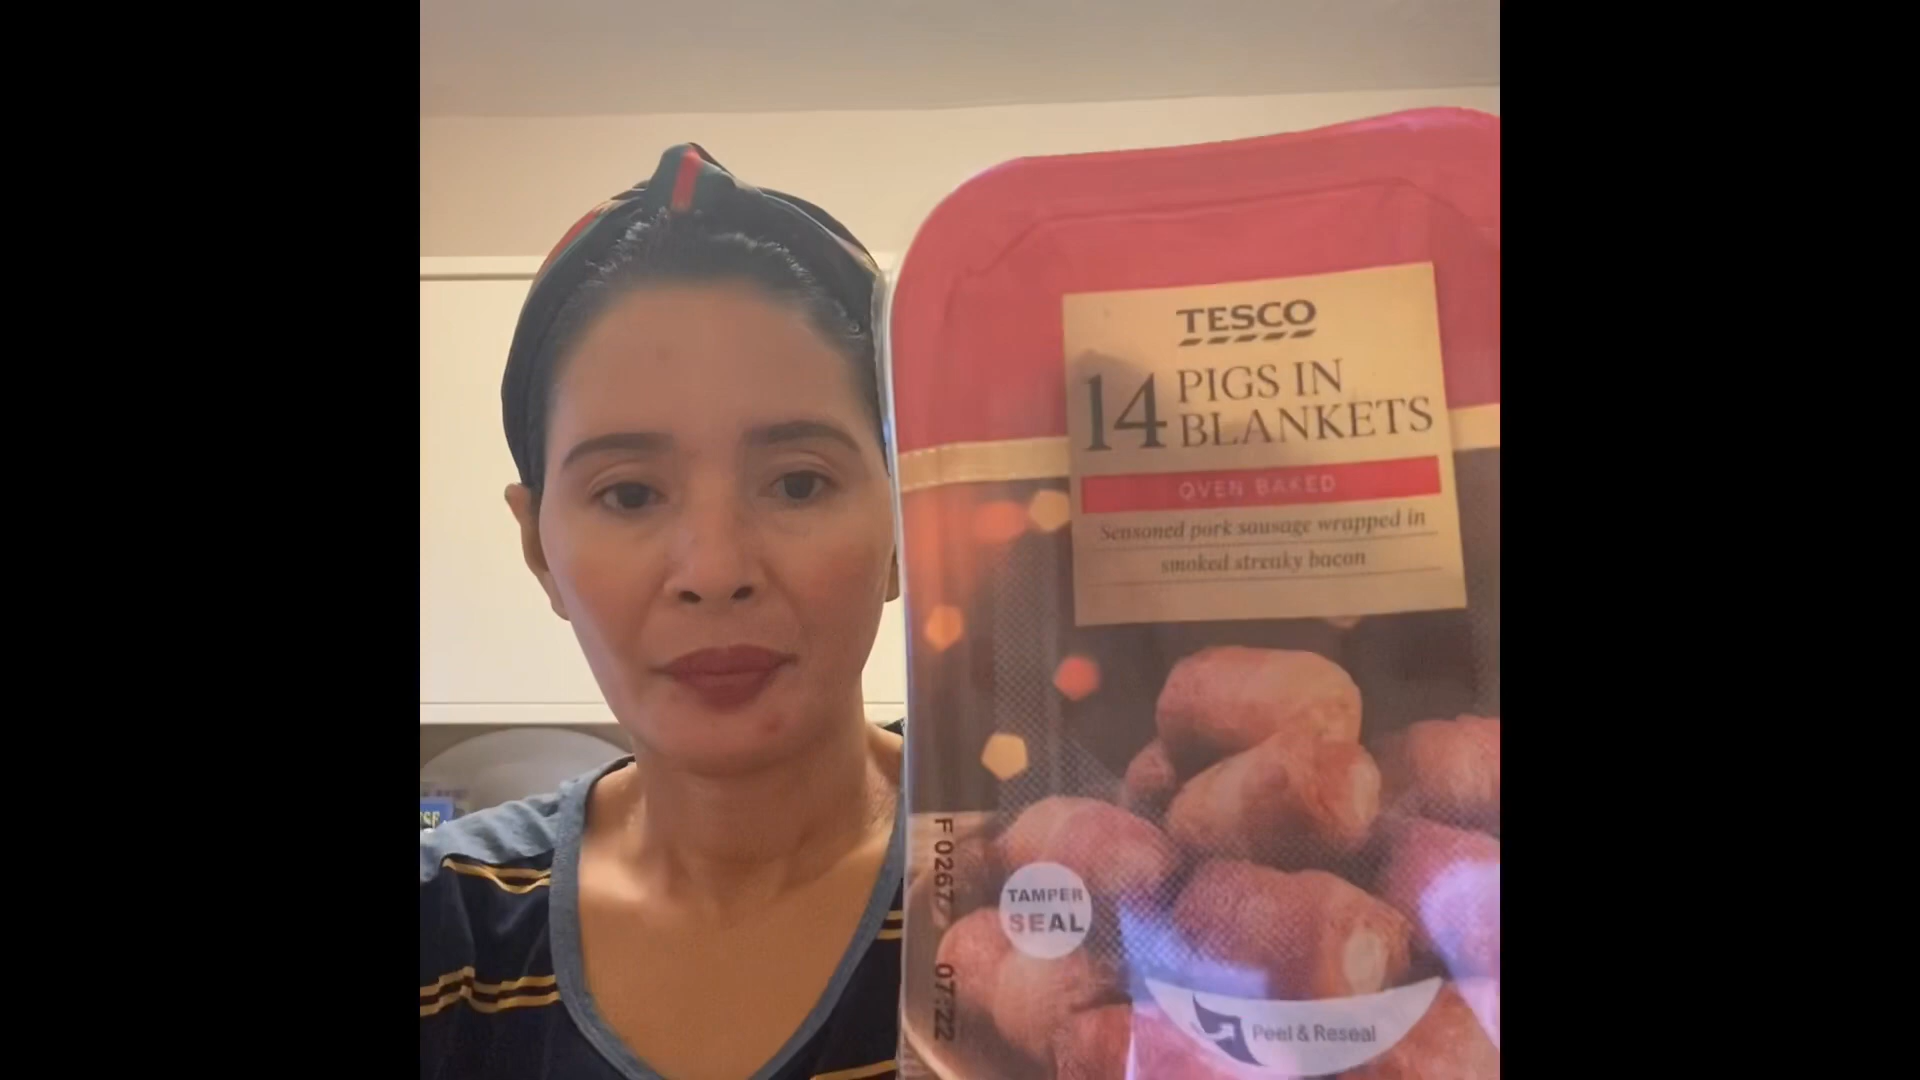 TESCO
14 PIGS IN
BLANKETS
OVEN BAKED
Seasoned pork sausage wrapped in
smoked streaky bacon
F 0267 07:22
TAMPER
SEAL
Peel & Reseal